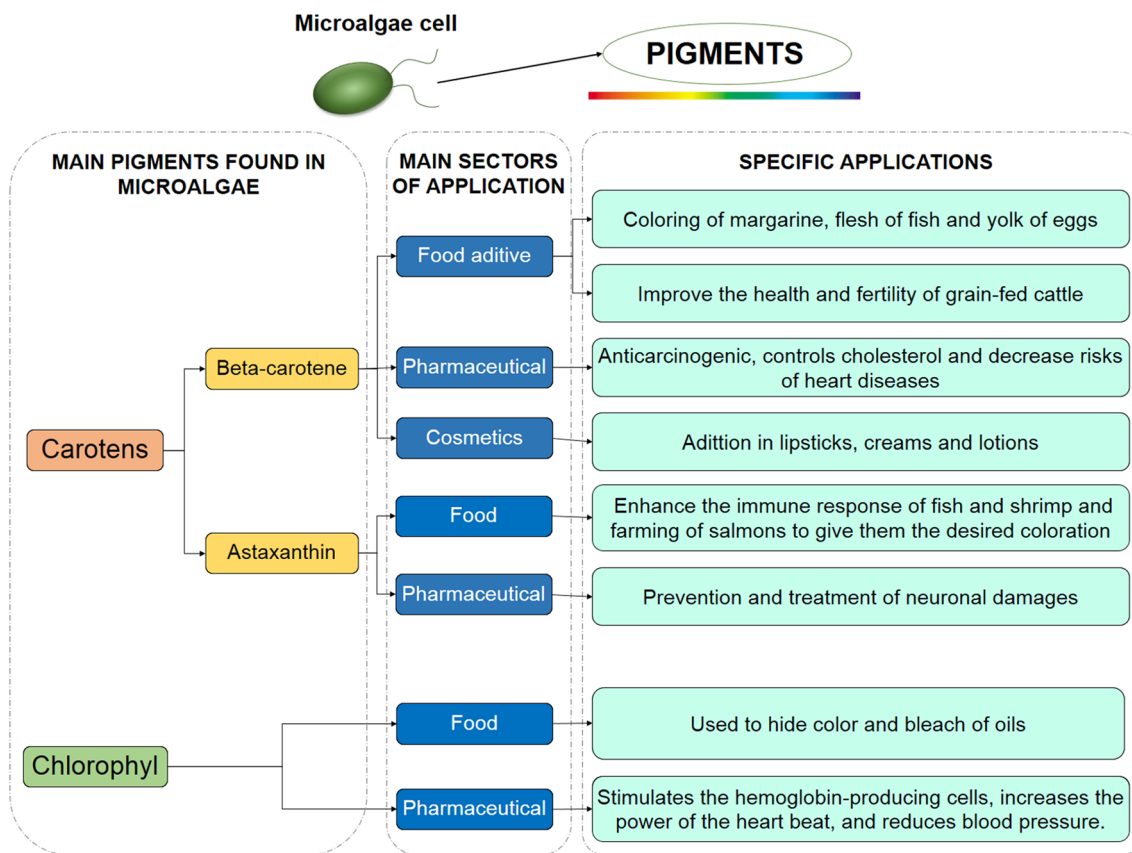 Microalgae cell
PIGMENTS
MAIN PIGMENTS FOUND IN
MICROALGAE
MAIN SECTORS
OF APPLICATION
SPECIFIC APPLICATIONS
Carotens
Beta-carotene
Food aditive
Coloring of margarine, flesh of fish and yolk of eggs
Improve the health and fertility of grain-fed cattle
Pharmaceutical
Anticarcinogenic, controls cholesterol and decrease risks
of heart diseases
Cosmetics
Adittion in lipsticks, creams and lotions
Astaxanthin
Food
Enhance the immune response of fish and shrimp and
farming of salmons to give them the desired coloration
Pharmaceutical
Prevention and treatment of neuronal damages
Chlorophyl
Food
Used to hide color and bleach of oils
Pharmaceutical
Stimulates the hemoglobin-producing cells, increases the
power of the heart beat, and reduces blood pressure.